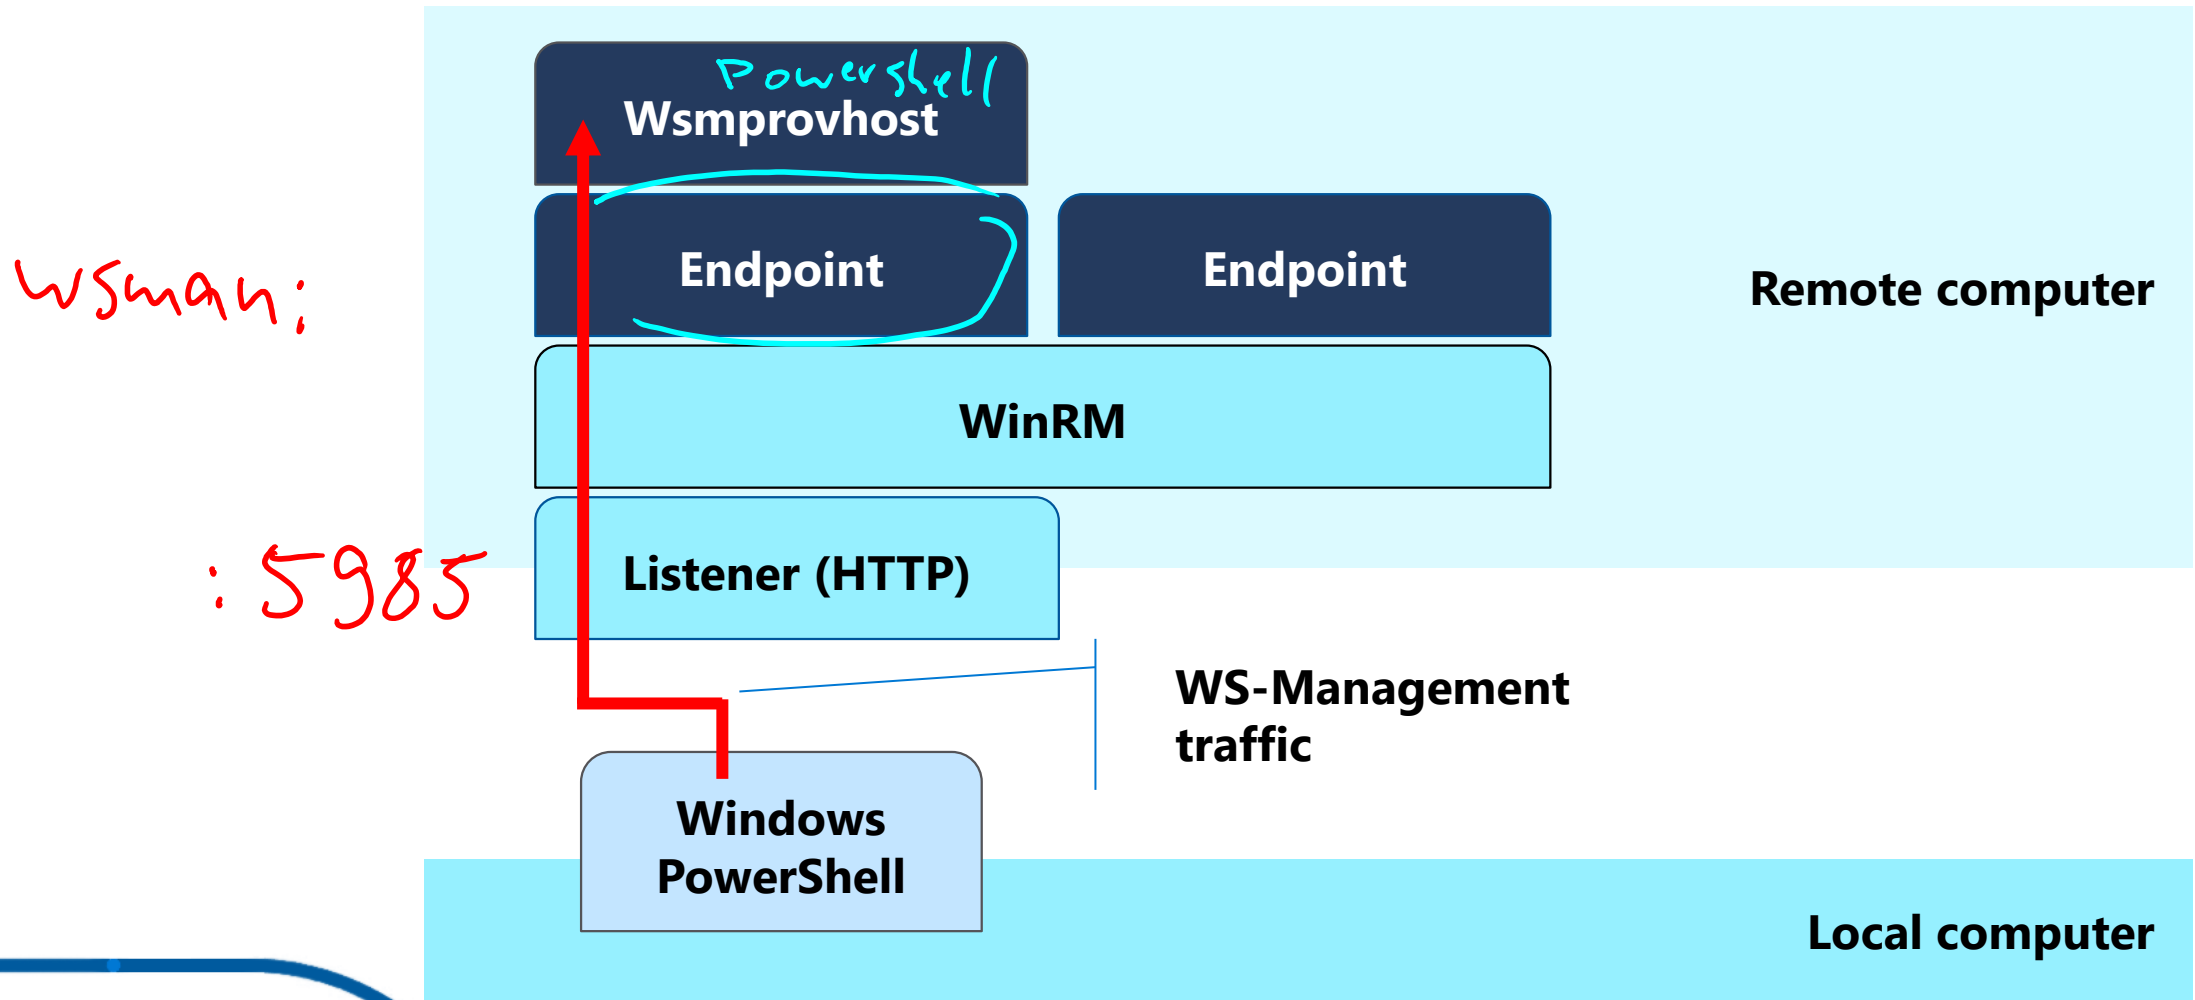 Powershell
Wsmprovhost
Endpoint
Endpoint
wsman:
Remote computer
WinRM
:5985
Listener (HTTP)
WS-Management
traffic
Windows
PowerShell
Local computer